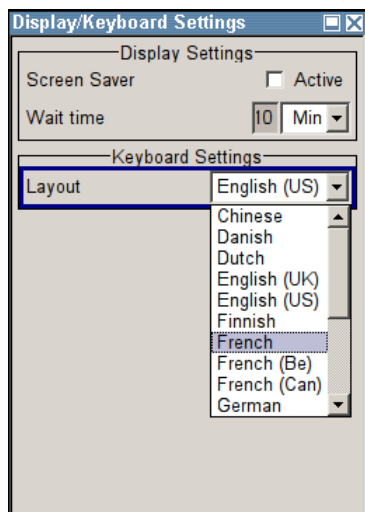 Display/Keyboard Settings
Display Settings
Screen Saver Active
Wait time 10 Min
Keyboard Settings
Layout English (US)
Chinese
Danish
Dutch
English (UK)
English (US)
Finnish
French
French (Be)
French (Can)
German